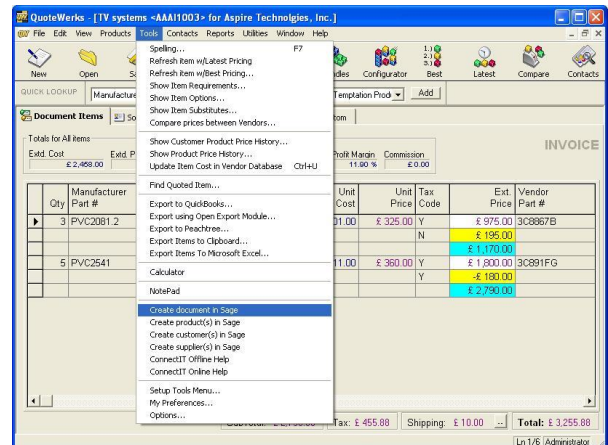 QuoteWerks - [TV systems <AAAI1003> for Aspire Technolgies, Inc.]
File Edit View Products Tools Contacts Reports Utilities Window Help
New Open Configurator Best Latest Compare Contacts
QUICK LOOKUP Manufacture Temptation Prod Add
Document Items
Totals for All items
Extd. Cost Extd. P Profit Margin Commission
£ 2,458.00 11.90 % £ 0.00
INVOICE
Spelling... F7
Refresh item w/Latest Pricing
Refresh item w/Best Pricing...
Show Item Requirements...
Show Item Options...
Show Item Substitutes...
Compare prices between Vendors...
Show Customer Product Price History...
Show Product Price History...
Update Item Cost in Vendor Database Ctrl+U
Find Quoted Item...
Export to QuickBooks...
Export using Open Export Module...
Export to Peachtree...
Export Items to Clipboard...
Export Items To Microsoft Excel...
Calculator
NotePad
Create document in Sage
Create product(s) in Sage
Create customer(s) in Sage
Create supplier(s) in Sage
ConnectIT Offline Help
ConnectIT Online Help
Setup Tools Menu...
My Preferences...
Options...
Qty Manufacturer Part # Unit Cost Unit Price Tax Code Ext. Price Vendor Part #
3 PVC2081.2 01.00 £ 325.00 Y £ 975.00 3C8867B
N £ 195.00
£ 1,170.00
5 PVC2541 11.00 £ 360.00 Y £ 1,800.00 3C891FG
Y -£ 180.00
£ 2,790.00
Tax: £ 455.88 Shipping: £ 10.00 ... Total: £ 3,255.88
Ln 1/6 Administrator